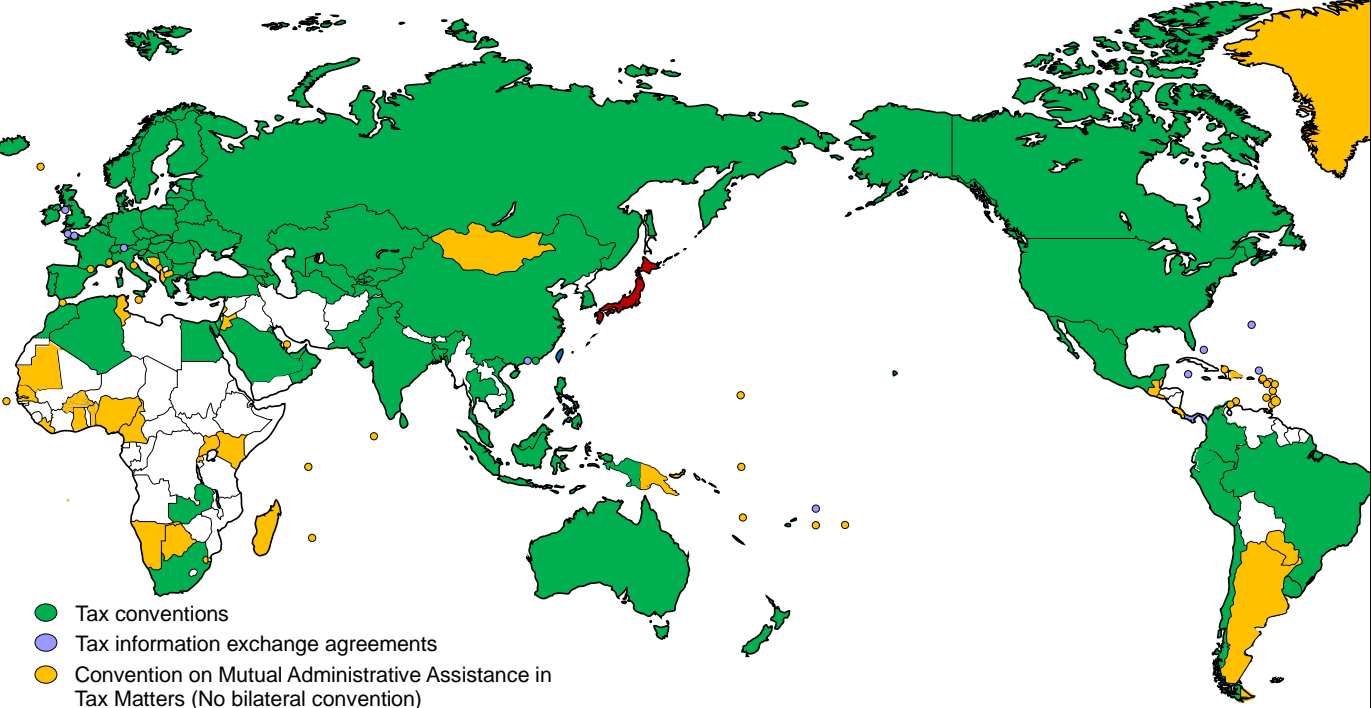 Tax conventions
Tax information exchange agreements
Convention on Mutual Administrative Assistance in
Tax Matters (No bilateral convention)